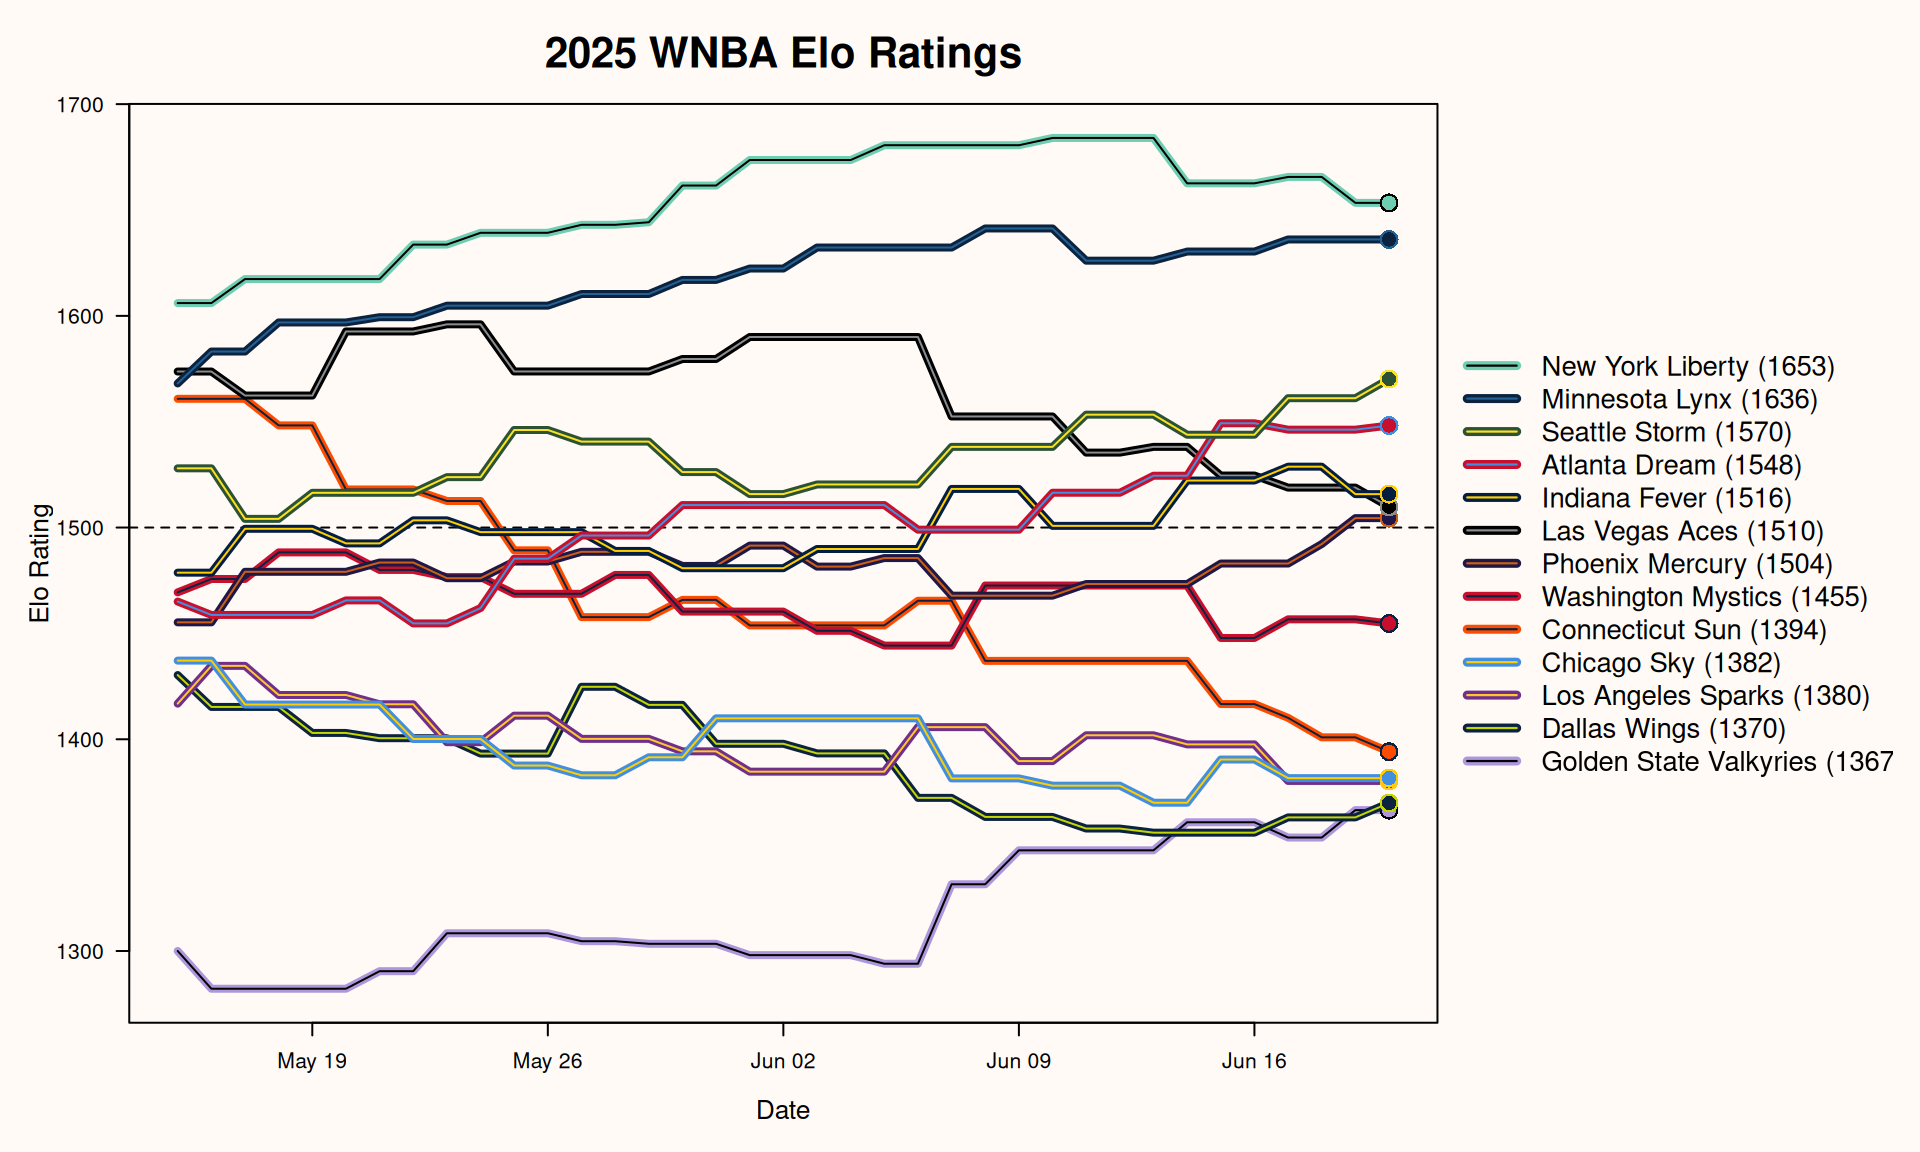 2025 WNBA Elo Ratings
1700
1600
1500
1400
1300
Elo Rating
May 19
May 26
Jun 02
Jun 09
Jun 16
Date
New York Liberty (1653)
Minnesota Lynx (1636)
Seattle Storm (1570)
Atlanta Dream (1548)
Indiana Fever (1516)
Las Vegas Aces (1510)
Phoenix Mercury (1504)
Washington Mystics (1455)
Connecticut Sun (1394)
Chicago Sky (1382)
Los Angeles Sparks (1380)
Dallas Wings (1370)
Golden State Valkyries (1367